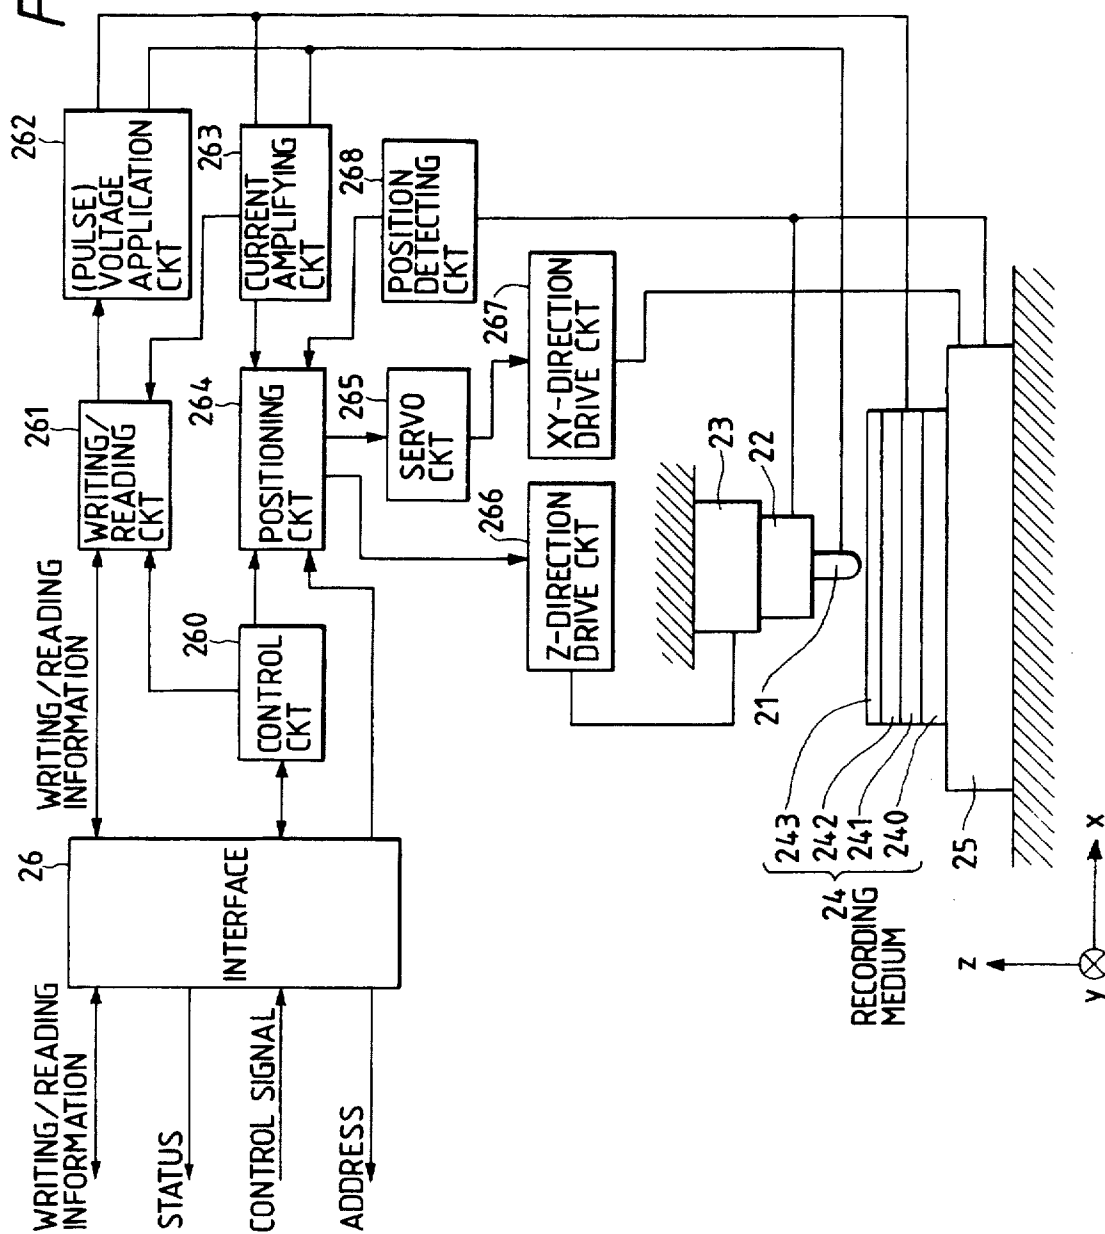 F
WRITING/READING
INFORMATION
STATUS
CONTROL SIGNAL
ADDRESS
26
INTERFACE
WRITING/READING
INFORMATION
260
CONTROL
CKT
261
WRITING/
READING
CKT
262
(PULSE)
VOLTAGE
APPLICATION
CKT
263
CURRENT
AMPLIFYING
CKT
264
POSITIONING
CKT
265
SERVO
CKT
268
POSITION
DETECTING
CKT
266
Z-DIRECTION
DRIVE CKT
267
XY-DIRECTION
DRIVE CKT
23
22
21
243
242
241
240
24
RECORDING
MEDIUM
25
z
y
x